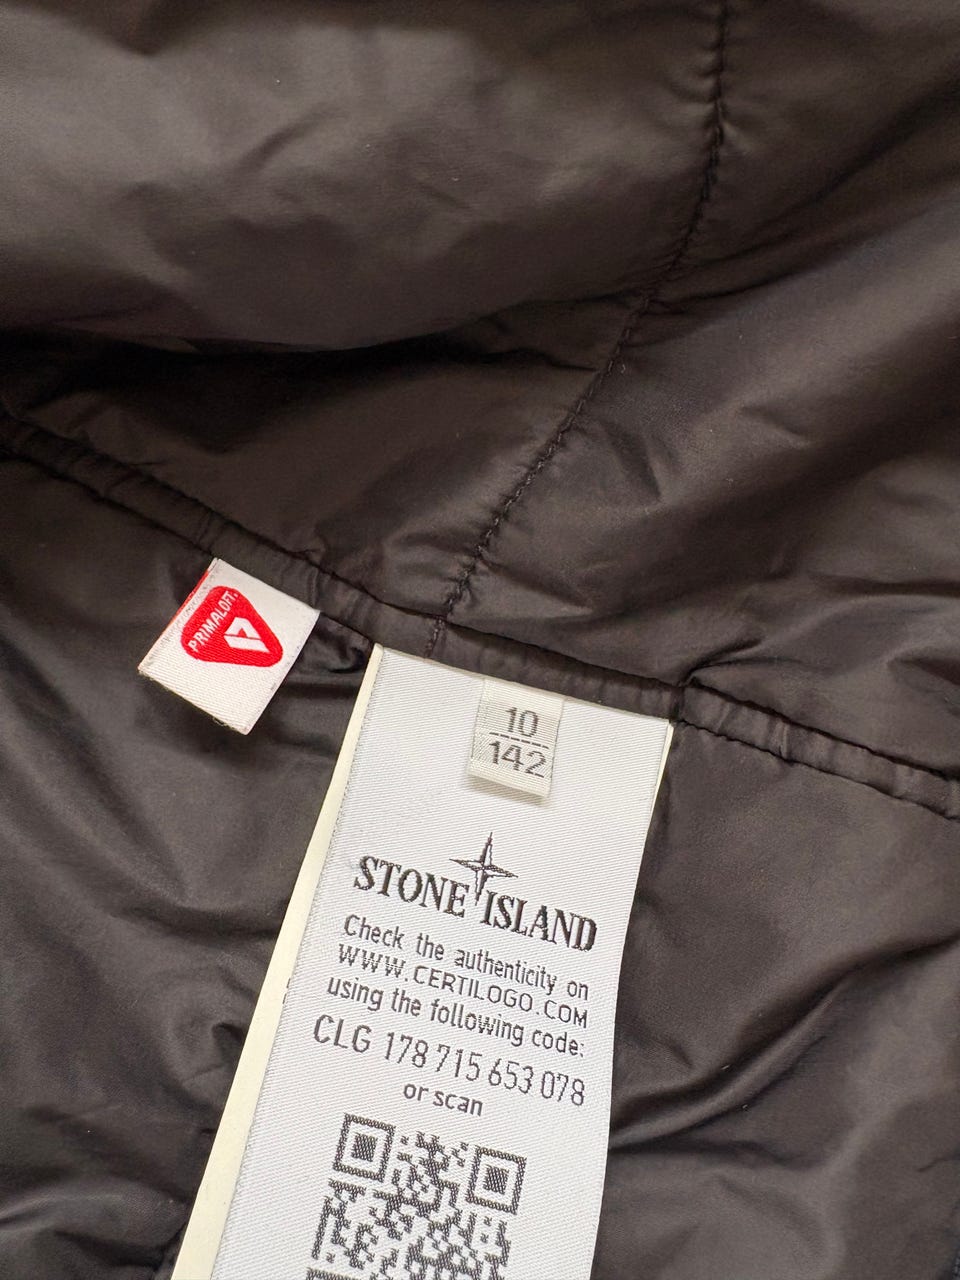 PRIMALOFT
10
142
STONE ISLAND
Check the authenticity on
WWW.CERTILOGO.COM
using the following code:
CLG 178 715 653 078
or scan